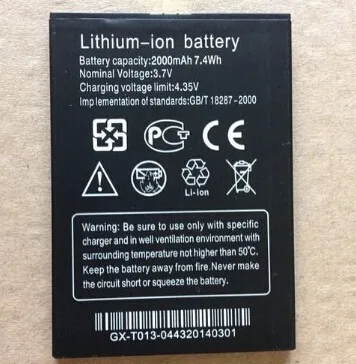 Lithium-ion battery
Battery capacity:2000mAh 7.4Wh
Nominal Voltage:3.7V
Charging voltage limit:4.35V
Implementation of standards:GB/T 18287-2000
PC
CE
Li-ion
Warning: Be sure to use only with specific
charger and in well ventilation environment with
surrounding temperature not higher than 50℃.
Keep the battery away from fire. Never make
the circuit short or squeeze the battery.
GX-T013-044320140301